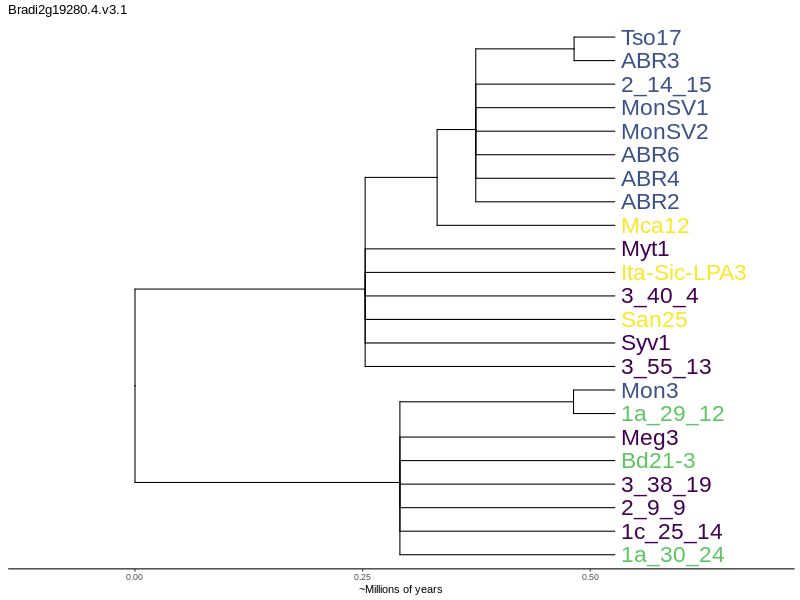 Bradi2g19280.4.v3.1
Tso17
ABR3
2_14_15
MonSV1
MonSV2
ABR6
ABR4
ABR2
Mca12
Myt1
Ita-Sic-LPA3
3_40_4
San25
Syv1
3_55_13
Mon3
1a_29_12
Meg3
Bd21-3
3_38_19
2_9_9
1c_25_14
1a_30_24
0.00 0.25 0.50
~Millions of years